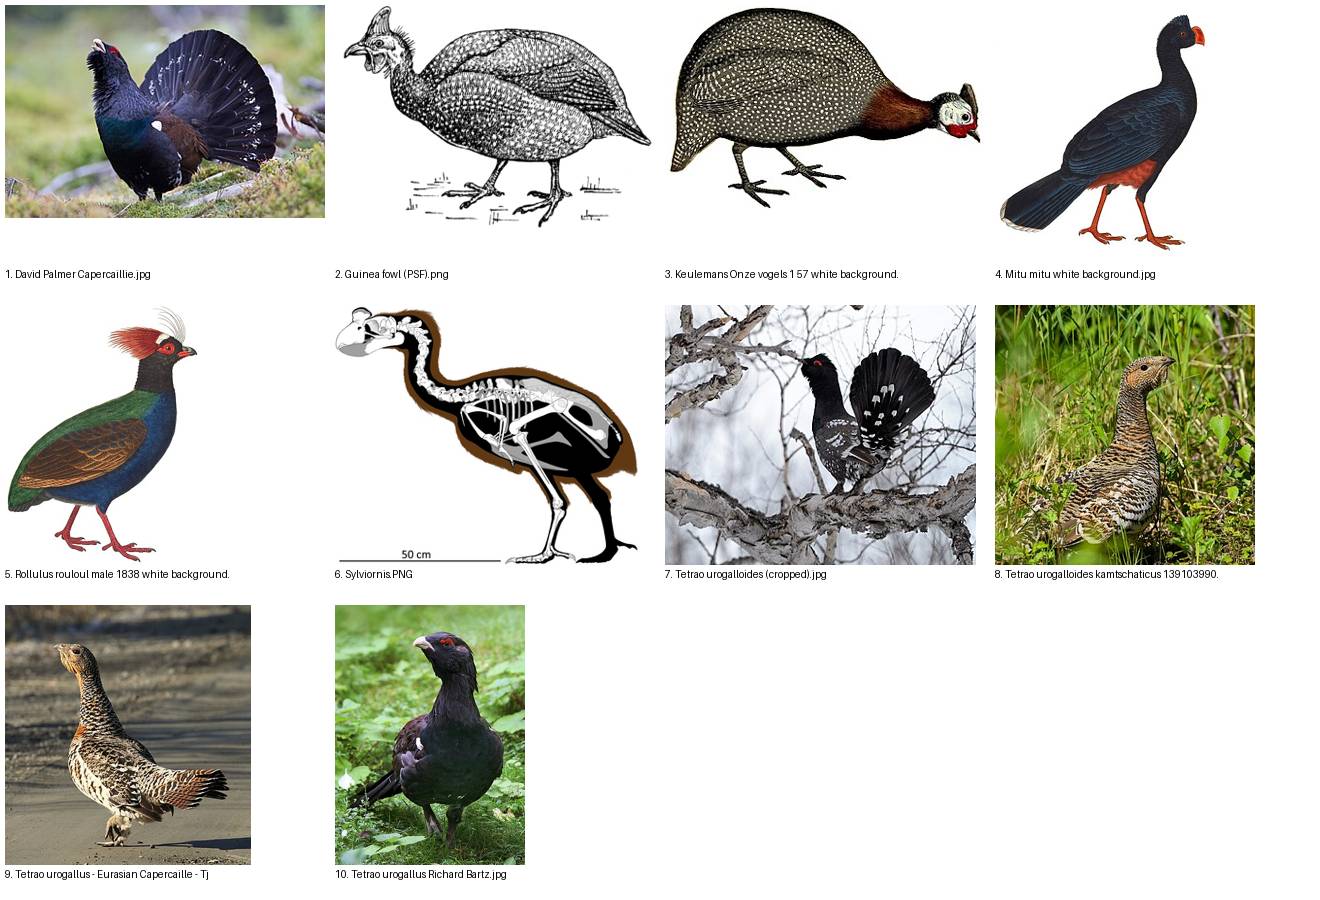 1. David Palmer Capercaillie.jpg
2. Guinea fowl (PSF).png
3. Keulemans Onze vogels 1 57 white background.
4. Mitu mitu white background.jpg
5. Rollulus rouloul male 1838 white background.
50 cm
6. Sylviornis.PNG
7. Tetrao urogalloides (cropped).jpg
8. Tetrao urogalloides kamtschaticus 139103990.
9. Tetrao urogallus - Eurasian Capercaille - Tj
10. Tetrao urogallus Richard Bartz.jpg